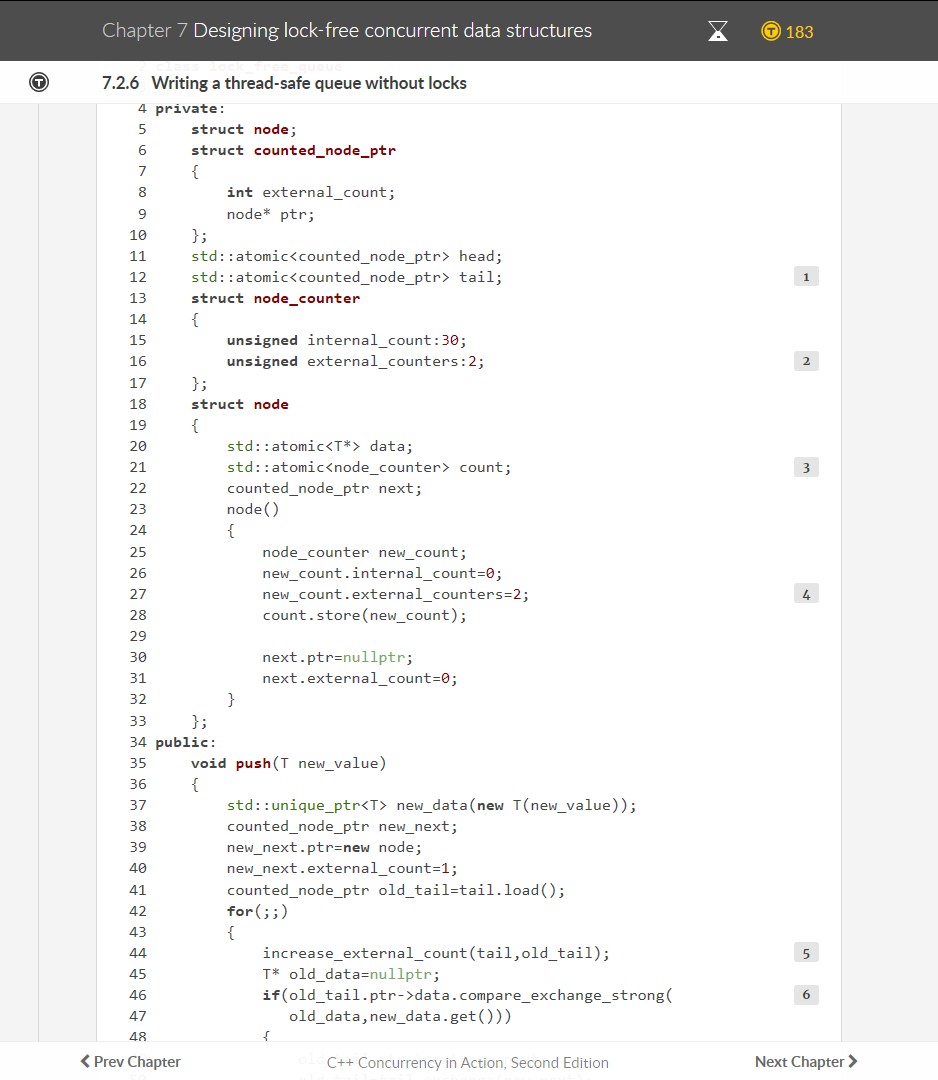 Chapter 7 Designing lock-free concurrent data structures
183
2 class lock_free_queue
7.2.6 Writing a thread-safe queue without locks
4 private:
5     struct node;
6     struct counted_node_ptr
7     {
8         int external_count;
9         node* ptr;
10     };
11     std::atomic<counted_node_ptr> head;
12     std::atomic<counted_node_ptr> tail; 1
13     struct node_counter
14     {
15         unsigned internal_count:30;
16         unsigned external_counters:2; 2
17     };
18     struct node
19     {
20         std::atomic<T*> data;
21         std::atomic<node_counter> count; 3
22         counted_node_ptr next;
23         node()
24         {
25             node_counter new_count;
26             new_count.internal_count=0;
27             new_count.external_counters=2; 4
28             count.store(new_count);
29
30             next.ptr=nullptr;
31             next.external_count=0;
32         }
33     };
34 public:
35     void push(T new_value)
36     {
37         std::unique_ptr<T> new_data(new T(new_value));
38         counted_node_ptr new_next;
39         new_next.ptr=new node;
40         new_next.external_count=1;
41         counted_node_ptr old_tail=tail.load();
42         for(;;)
43         {
44             increase_external_count(tail,old_tail); 5
45             T* old_data=nullptr;
46             if(old_tail.ptr->data.compare_exchange_strong( 6
47                old_data,new_data.get()))
48             {
Prev Chapter C++ Concurrency in Action, Second Edition Next Chapter